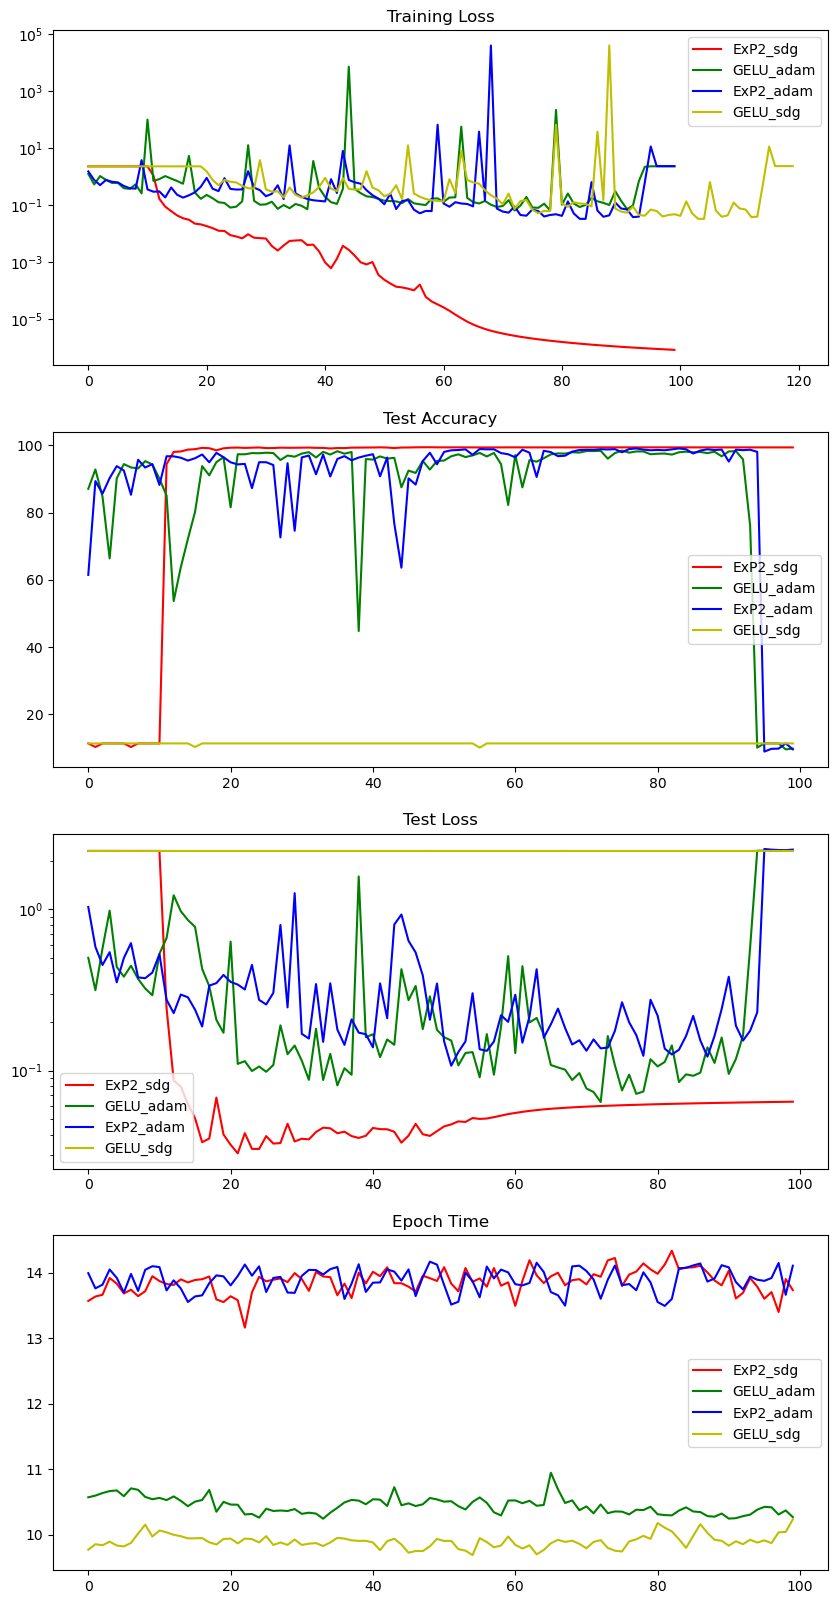 Training Loss
10^5
10^3
10^1
10^-1
10^-3
10^-5
0 20 40 60 80 100 120
ExP2_sdg
GELU_adam
ExP2_adam
GELU_sdg
Test Accuracy
100
80
60
40
20
0 20 40 60 80 100
ExP2_sdg
GELU_adam
ExP2_adam
GELU_sdg
Test Loss
10^0
10^-1
0 20 40 60 80 100
ExP2_sdg
GELU_adam
ExP2_adam
GELU_sdg
Epoch Time
14
13
12
11
10
0 20 40 60 80 100
ExP2_sdg
GELU_adam
ExP2_adam
GELU_sdg